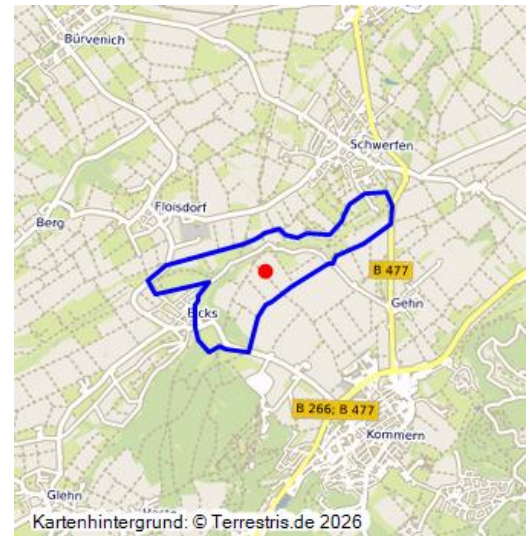 Bürvenich
Schwerfen
Floisdorf
Berg
B 477
Gehn
Eicks
B 266; B 477
Kommern
Glehn
Kartenhintergrund: © Terrestris.de 2026